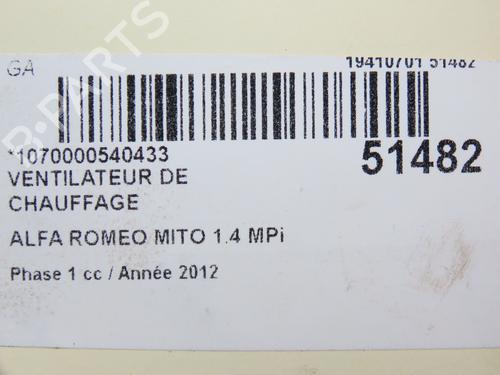 GA
19410701 51482
*1070000540433
51482
VENTILATEUR DE
CHAUFFAGE
ALFA ROMEO MITO 1.4 MPi
Phase 1 cc / Année 2012
B-PARTS